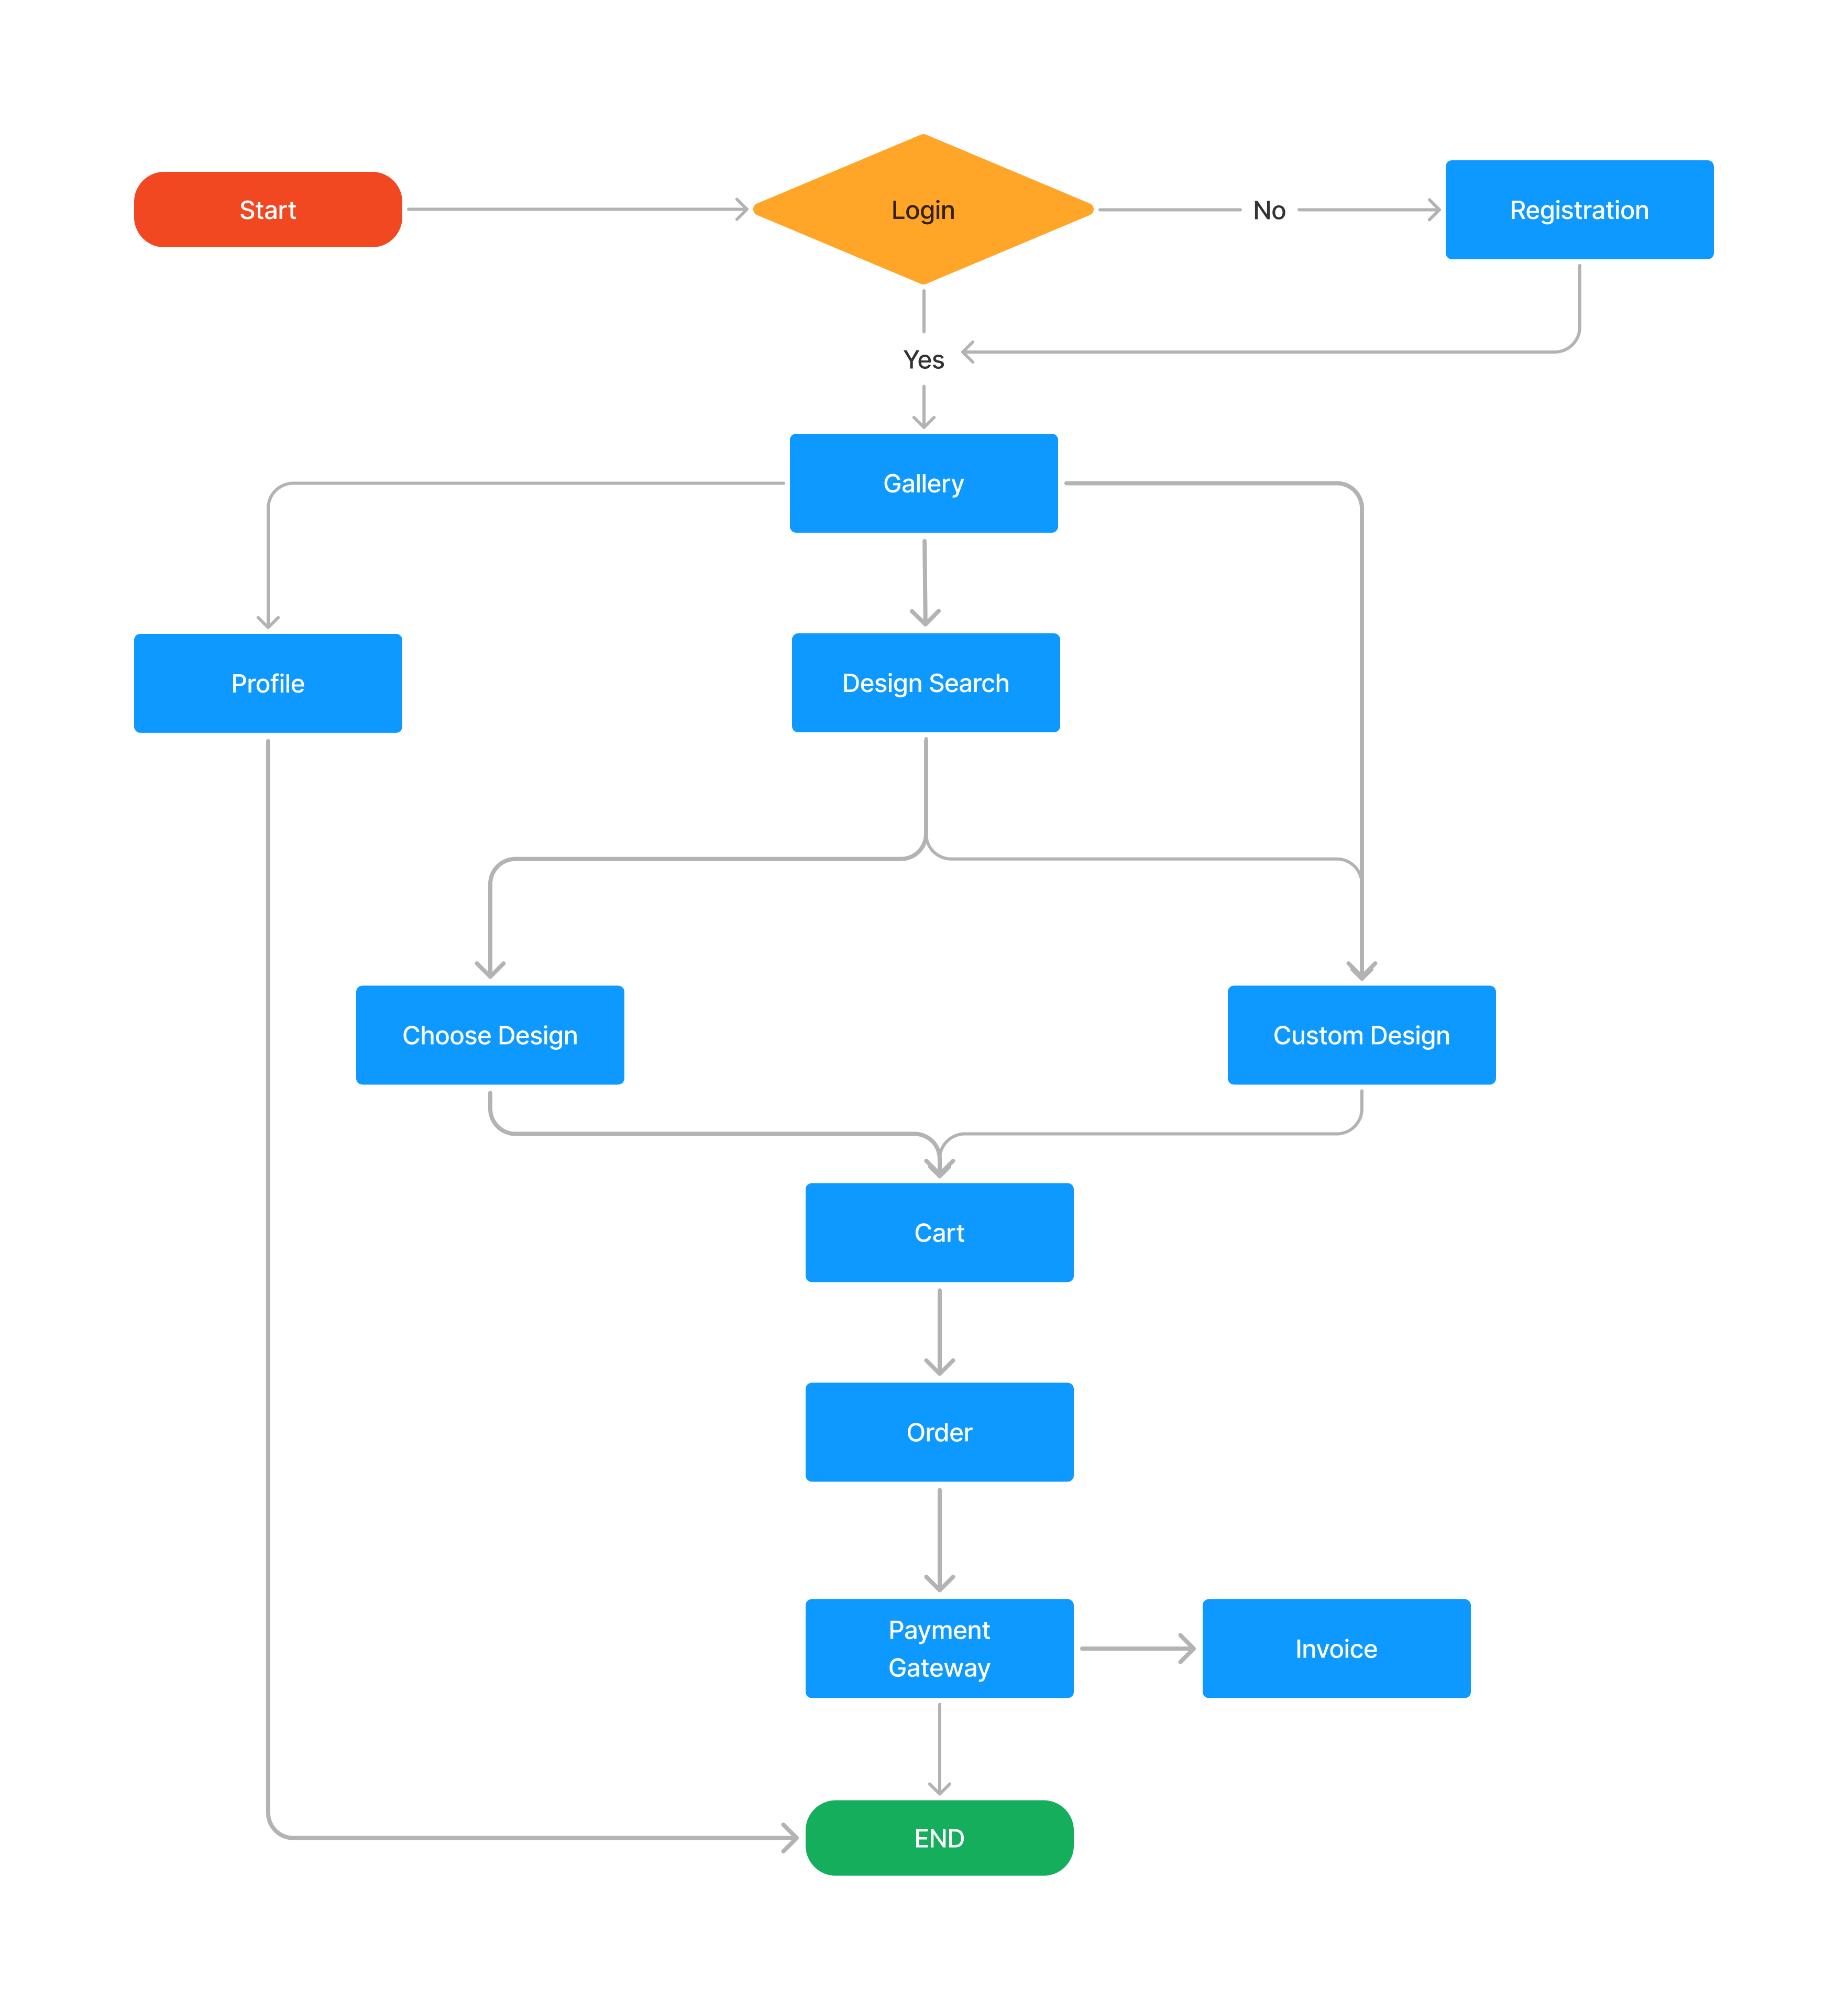 Start
Login
No
Registration
Yes
Gallery
Profile
Design Search
Choose Design
Custom Design
Cart
Order
Payment
Gateway
Invoice
END